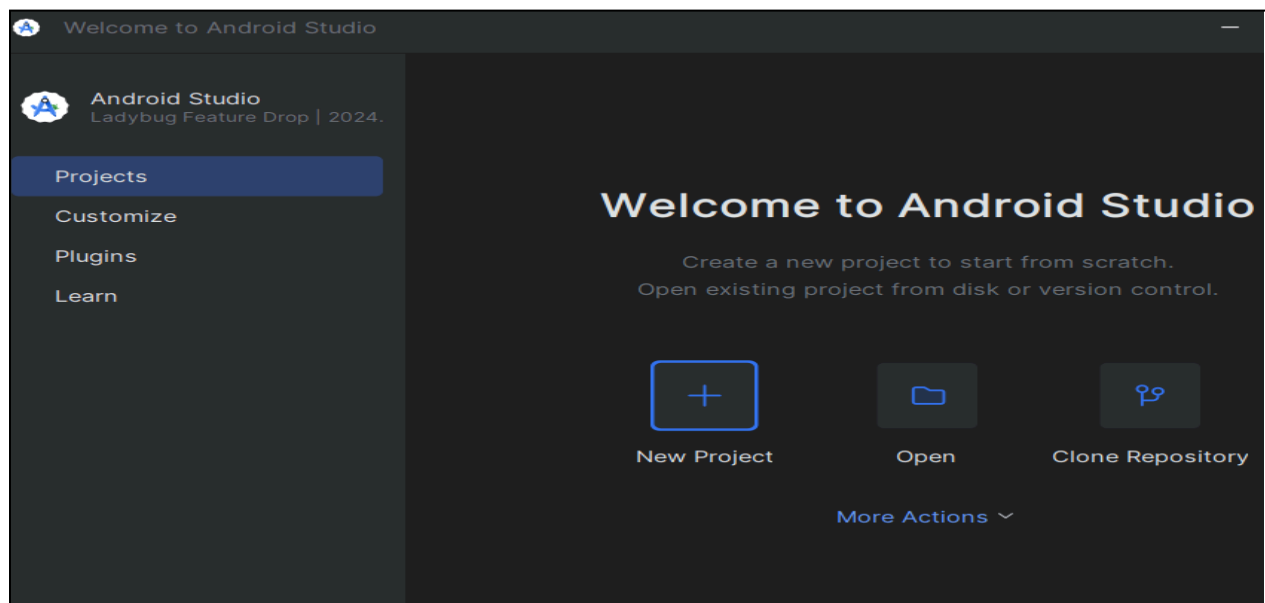 Welcome to Android Studio
Android Studio
Ladybug Feature Drop | 2024.
Projects
Customize
Plugins
Learn
Welcome to Android Studio
Create a new project to start from scratch.
Open existing project from disk or version control.
New Project
Open
Clone Repository
More Actions